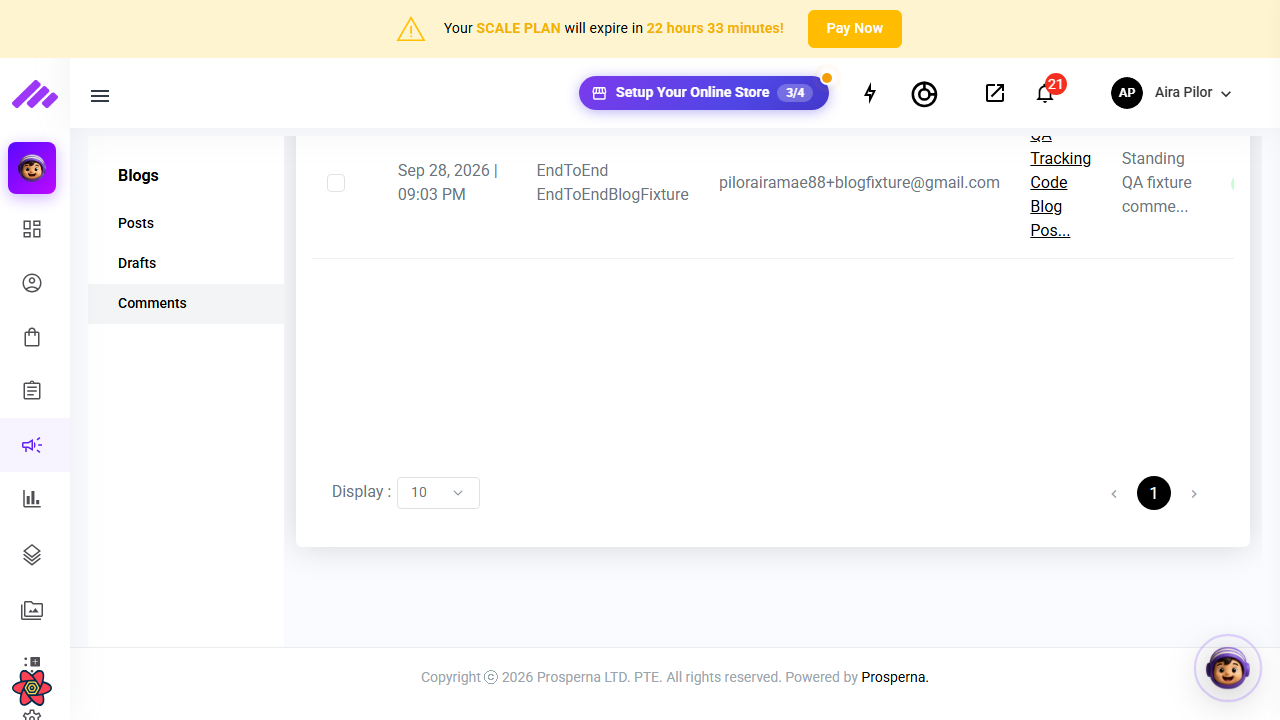 Your SCALE PLAN will expire in 22 hours 33 minutes!
Pay Now
Setup Your Online Store 3/4
21
AP
Aira Pilor
Blogs
Posts
Drafts
Comments
Sep 28, 2026 |
09:03 PM
EndToEnd
EndToEndBlogFixture
pilorairamae88+blogfixture@gmail.com
QA
Tracking
Code
Blog
Pos...
Standing
QA fixture
comme...
Display : 10
1
Copyright © 2026 Prosperna LTD. PTE. All rights reserved. Powered by Prosperna.